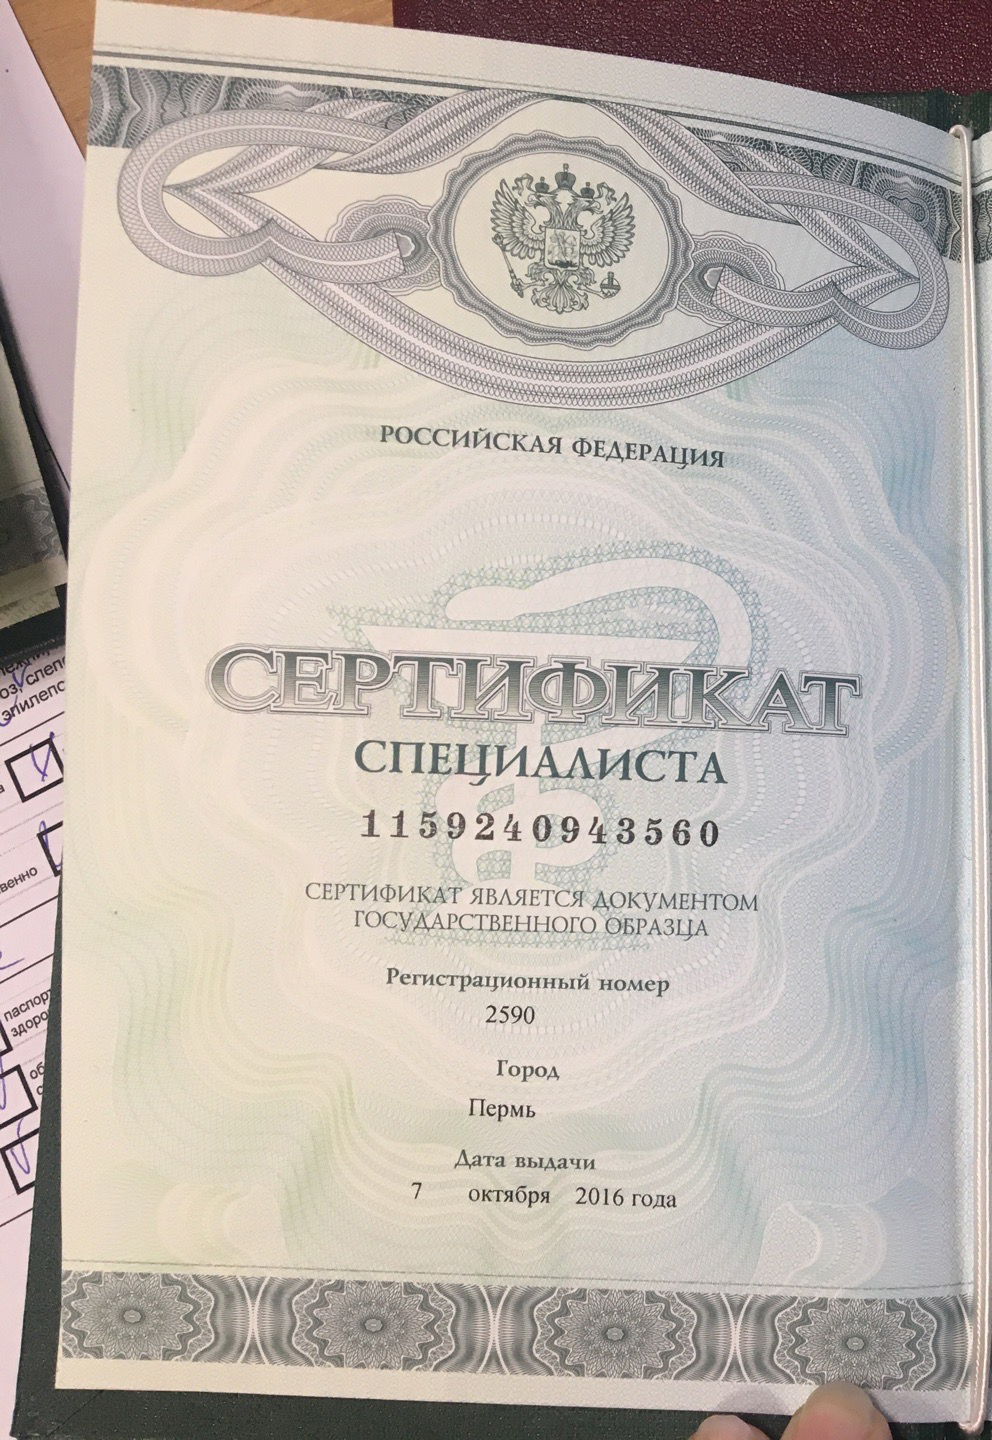 РОССИЙСКАЯ ФЕДЕРАЦИЯ
СЕРТИФИКАТ
СПЕЦИАЛИСТА
1159240943560
СЕРТИФИКАТ ЯВЛЯЕТСЯ ДОКУМЕНТОМ
ГОСУДАРСТВЕННОГО ОБРАЗЦА
Регистрационный номер
2590
Город
Пермь
Дата выдачи
7 октября 2016 года